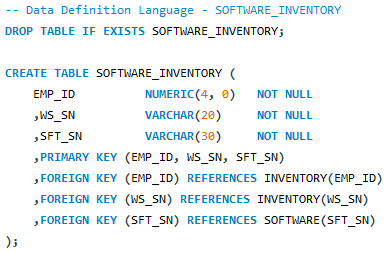 -- Data Definition Language - SOFTWARE_INVENTORY
DROP TABLE IF EXISTS SOFTWARE_INVENTORY;
CREATE TABLE SOFTWARE_INVENTORY (
EMP_ID NUMERIC(4, 0) NOT NULL
,WS_SN VARCHAR(20) NOT NULL
,SFT_SN VARCHAR(30) NOT NULL
,PRIMARY KEY (EMP_ID, WS_SN, SFT_SN)
,FOREIGN KEY (EMP_ID) REFERENCES INVENTORY(EMP_ID)
,FOREIGN KEY (WS_SN) REFERENCES INVENTORY(WS_SN)
,FOREIGN KEY (SFT_SN) REFERENCES SOFTWARE(SFT_SN)
);